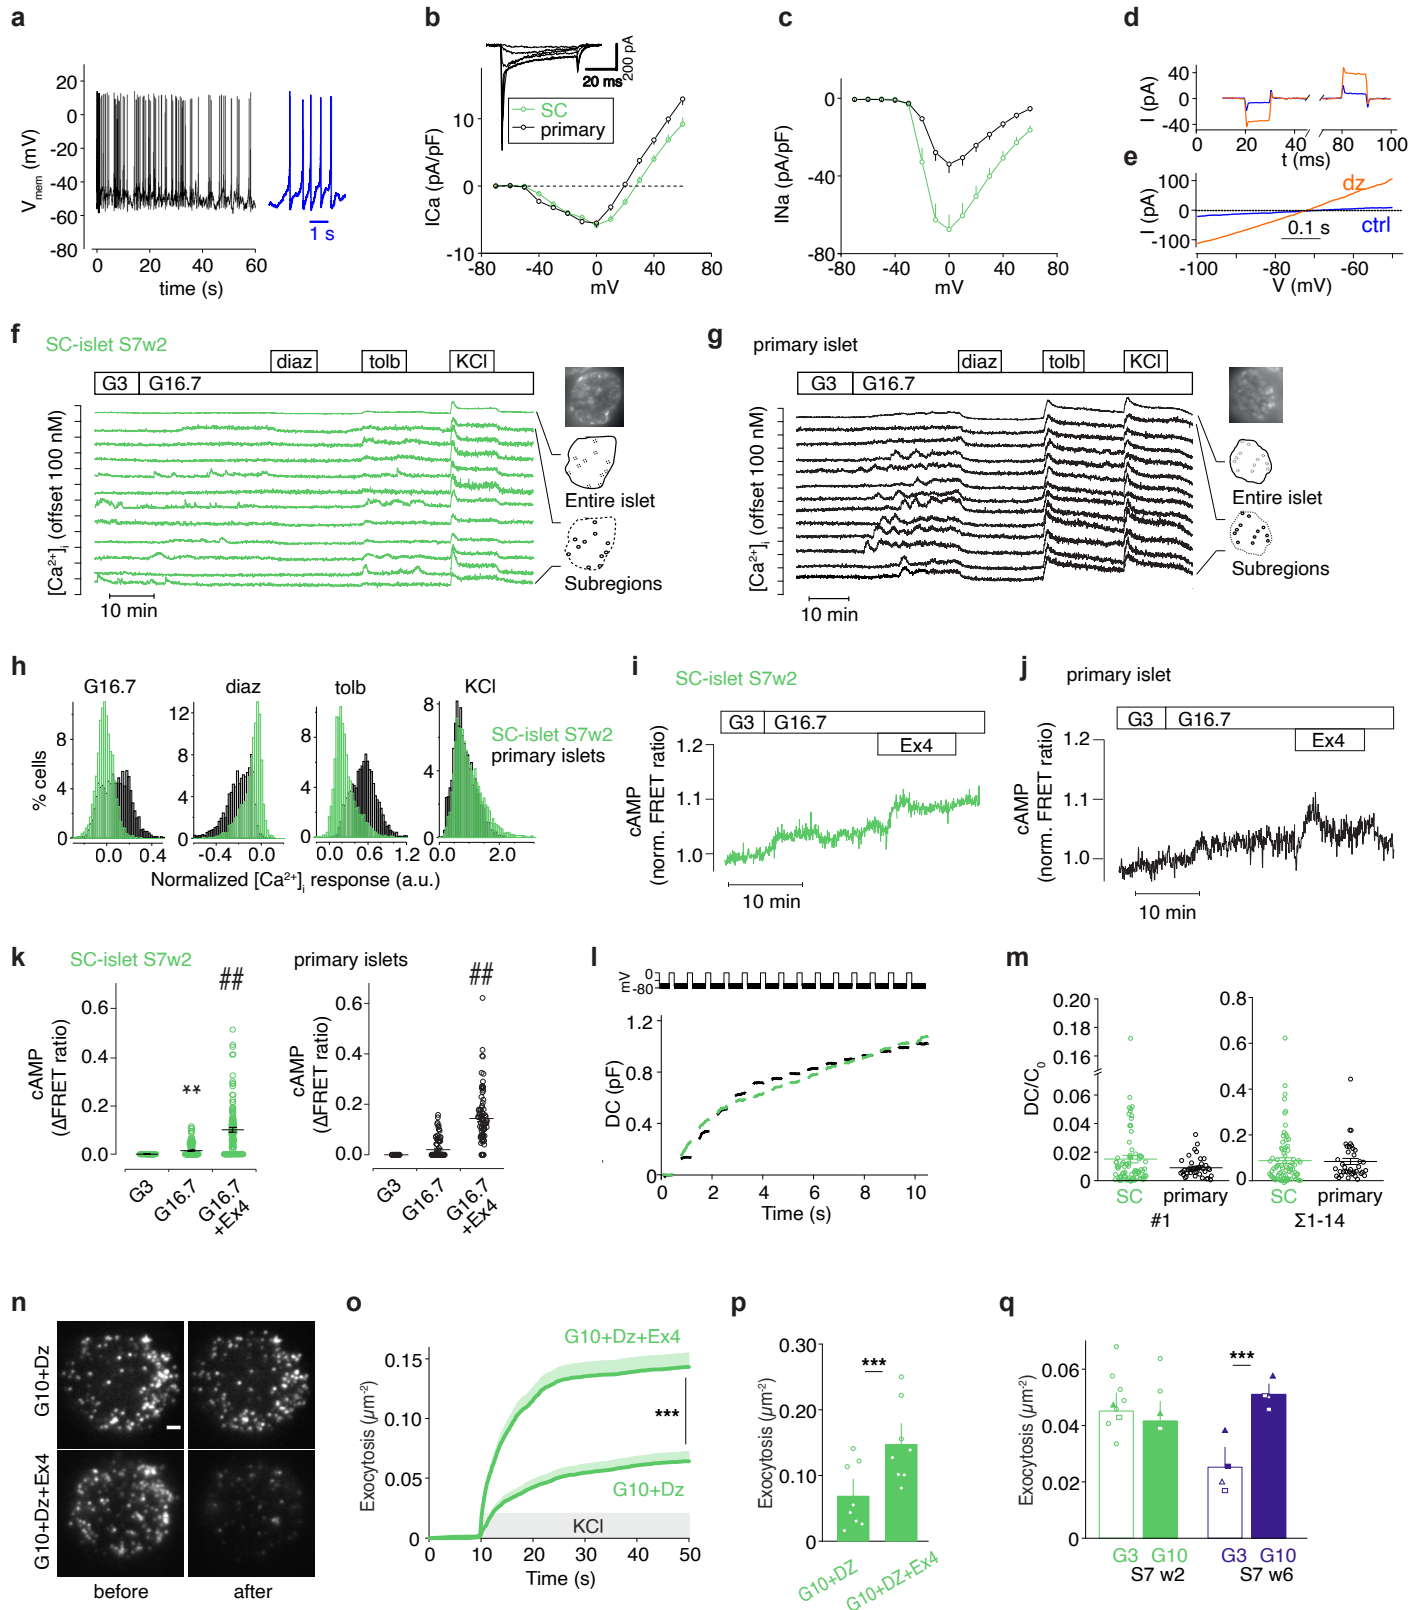 a
20
0
-20
-40
-60
-80
V_mem (mV)
0 20 40 60
time (s)
1 s
b
200 pA
20 ms
SC
primary
10
0
-10
ICa (pA/pF)
-80 -40 0 40 80
mV
c
0
-40
-80
INa (pA/pF)
-80 -40 0 40 80
mV
d
40
0
-40
I (pA)
0 20 40 80 100
t (ms)
e
100
0
-100
I (pA)
dz
ctrl
0.1 s
-100 -80 -60
V (mV)
f
SC-islet S7w2
diaz
tolb
KCl
G3
G16.7
[Ca²⁺]i (offset 100 nM)
10 min
Entire islet
Subregions
g
primary islet
diaz
tolb
KCl
G3
G16.7
[Ca²⁺]i (offset 100 nM)
10 min
Entire islet
Subregions
h
G16.7
diaz
tolb
KCl
SC-islet S7w2
primary islets
% cells
8
4
0
12
8
4
0
8
4
0
8
4
0
0.0 0.4
-0.4 0.0
0.0 0.6 1.2
0.0 2.0
Normalized [Ca²⁺]i response (a.u.)
i
SC-islet S7w2
G3
G16.7
Ex4
1.2
1.1
1.0
cAMP
(norm. FRET ratio)
10 min
j
primary islet
G3
G16.7
Ex4
1.2
1.1
1.0
cAMP
(norm. FRET ratio)
10 min
k
SC-islet S7w2
##
**
0.6
0.4
0.2
0.0
cAMP
(ΔFRET ratio)
G3
G16.7
G16.7
+Ex4
primary islets
##
0.6
0.4
0.2
0.0
cAMP
(ΔFRET ratio)
G3
G16.7
G16.7
+Ex4
l
0
-80
mV
1.2
0.8
0.4
0
DC (pF)
0 2 4 6 8 10
Time (s)
m
0.20
0.18
0.16
0.06
0.04
0.02
0
DC/C₀
SC
primary
#1
0.8
0.6
0.4
0.2
0
SC
primary
Σ1-14
n
G10+Dz
G10+Dz+Ex4
before
after
o
G10+Dz+Ex4
0.15
0.10
0.05
0
Exocytosis (µm⁻²)
***
G10+Dz
KCl
0 10 20 30 40 50
Time (s)
p
0.30
0.20
0.10
0
Exocytosis (µm⁻²)
***
G10+DZ
G10+DZ+Ex4
q
0.06
0.04
0.02
0
Exocytosis (µm⁻²)
***
G3 G10
S7 w2
G3 G10
S7 w6